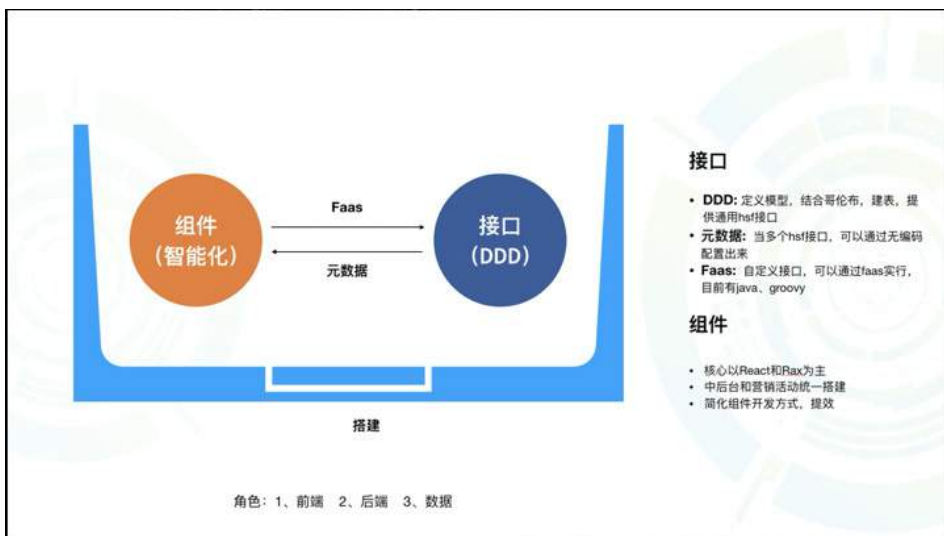 组件
（智能化）
Faas
元数据
接口
（DDD）
搭建
角色：1、前端 2、后端 3、数据
接口
• DDD: 定义模型，结合哥伦布，建表，提
供通用hsf接口
• 元数据: 当多个hsf接口，可以通过无编码
配置出来
• Faas: 自定义接口，可以通过faas实行，
目前有java、groovy
组件
• 核心以React和Rax为主
• 中后台和营销活动统一搭建
• 简化组件开发方式，提效